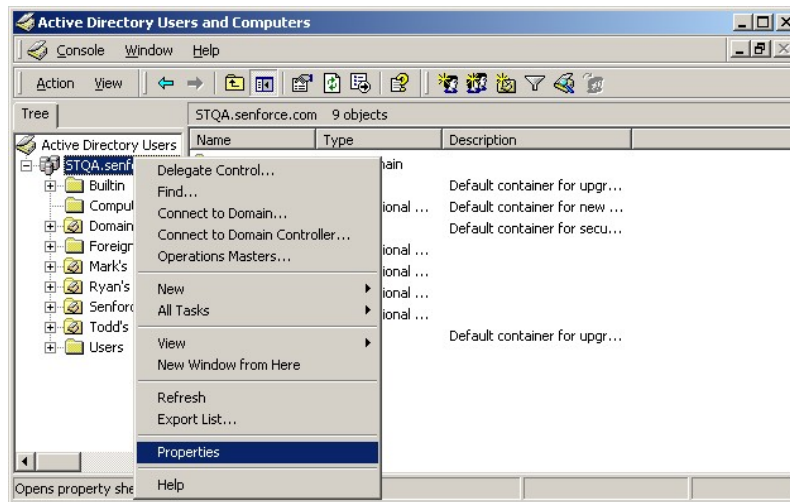 Active Directory Users and Computers
Console Window Help
Action View
Tree
STQA.senforce.com 9 objects
Name Type Description
Active Directory Users
STQA.senf
Builtin
Comput
Domain
Foreign
Mark's
Ryan's
Senforc
Todd's
Users
Delegate Control...
Find...
Connect to Domain...
Connect to Domain Controller...
Operations Masters...
New
All Tasks
View
New Window from Here
Refresh
Export List...
Properties
Help
Default container for upgr...
ional ... Default container for new ...
Default container for secu...
ional ...
ional ...
ional ...
ional ...
Default container for upgr...
Opens property she